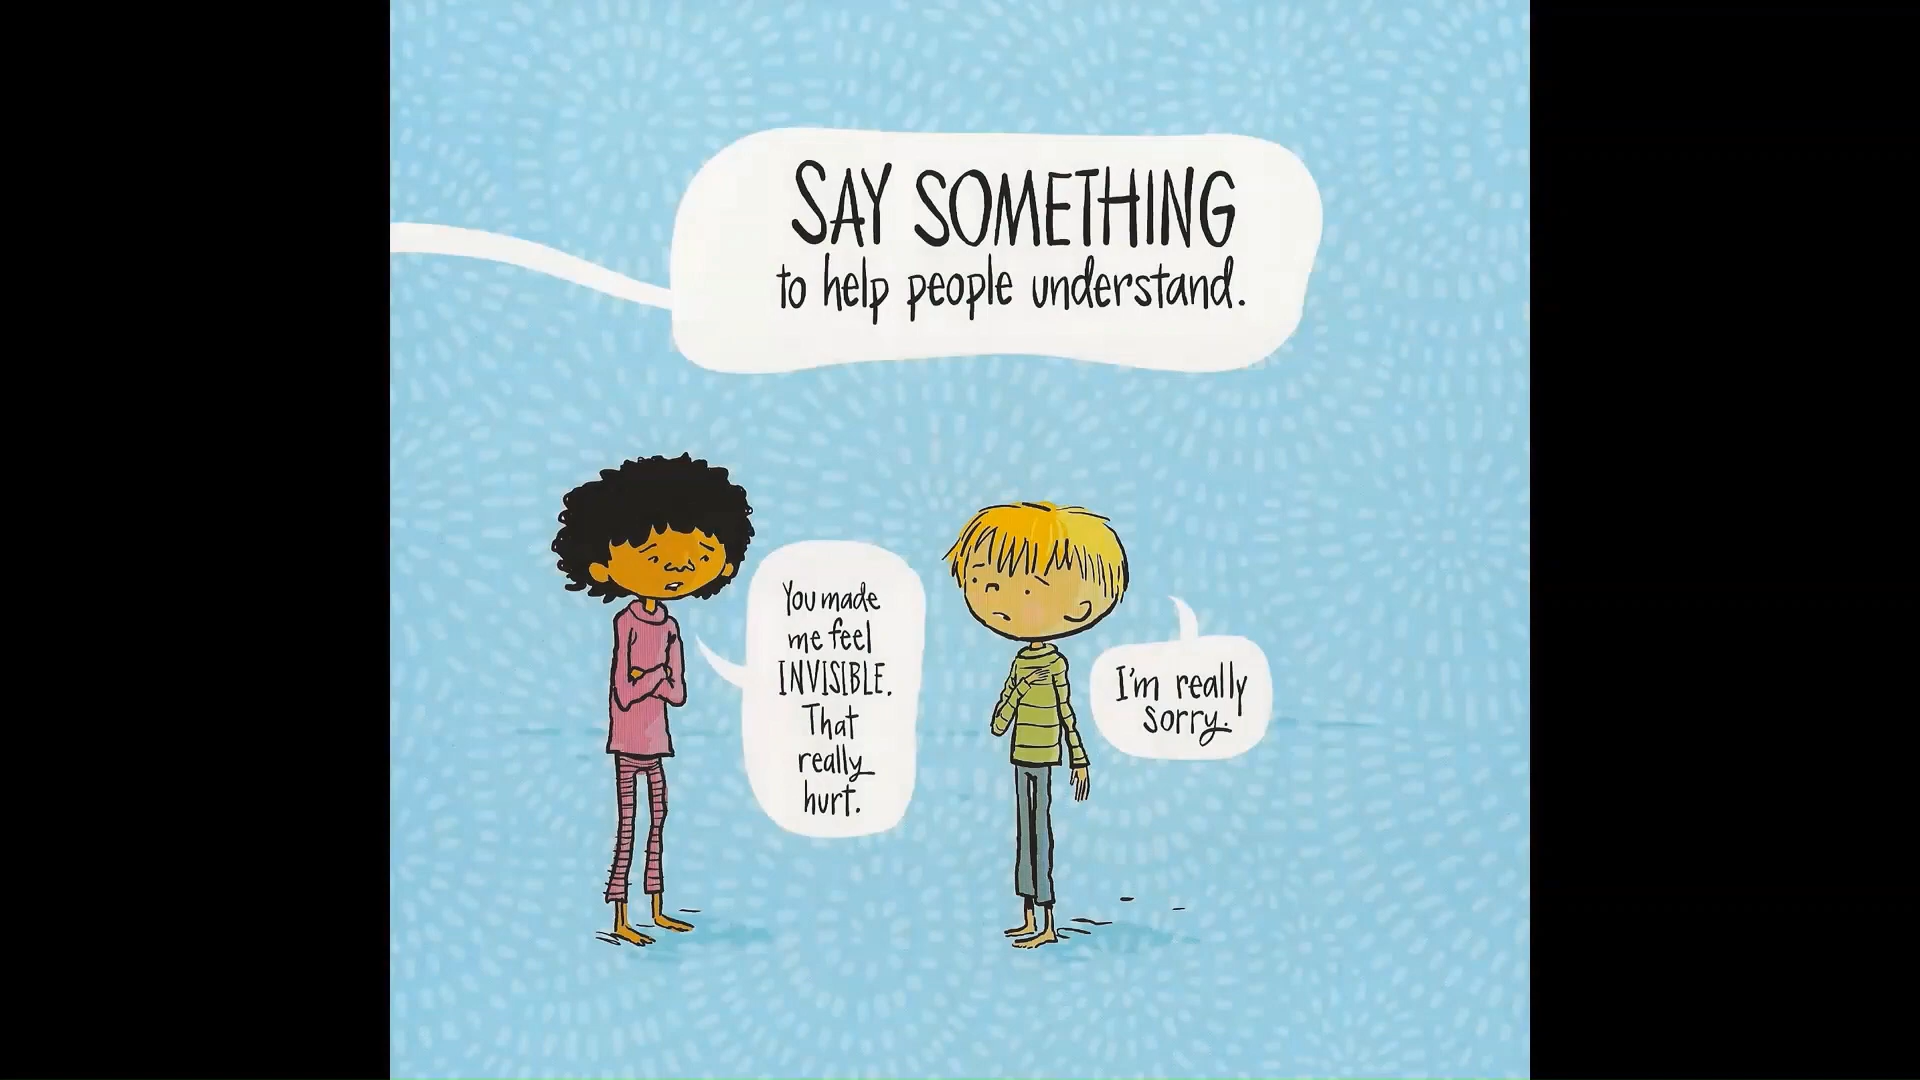 SAY SOMETHING
to help people understand.
You made
me feel
INVISIBLE.
That
really
hurt.
I'm really
sorry.